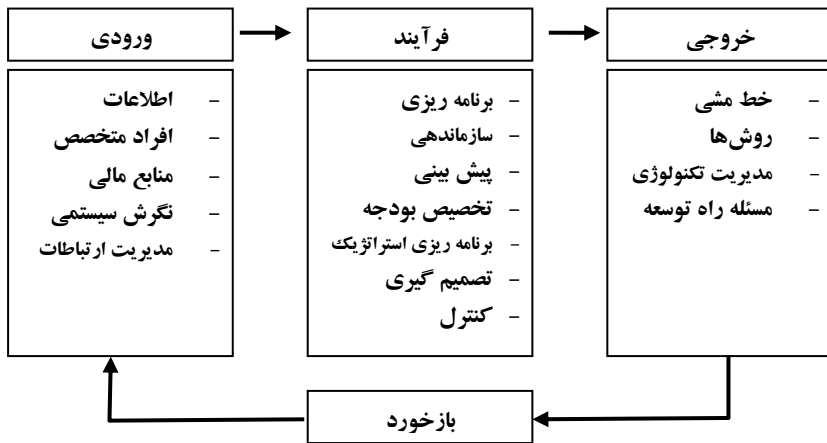 ورودی
فرآیند
خروجی
- اطلاعات
- افراد متخصص
- منابع مالی
- نگرش سیستمی
- مدیریت ارتباطات
- برنامه ریزی
- سازماندهی
- پیش بینی
- تخصیص بودجه
- برنامه ریزی استراتژیک
- تصمیم گیری
- کنترل
- خط مشی
- روش‌ها
- مدیریت تکنولوژی
- مسئله راه توسعه
بازخورد